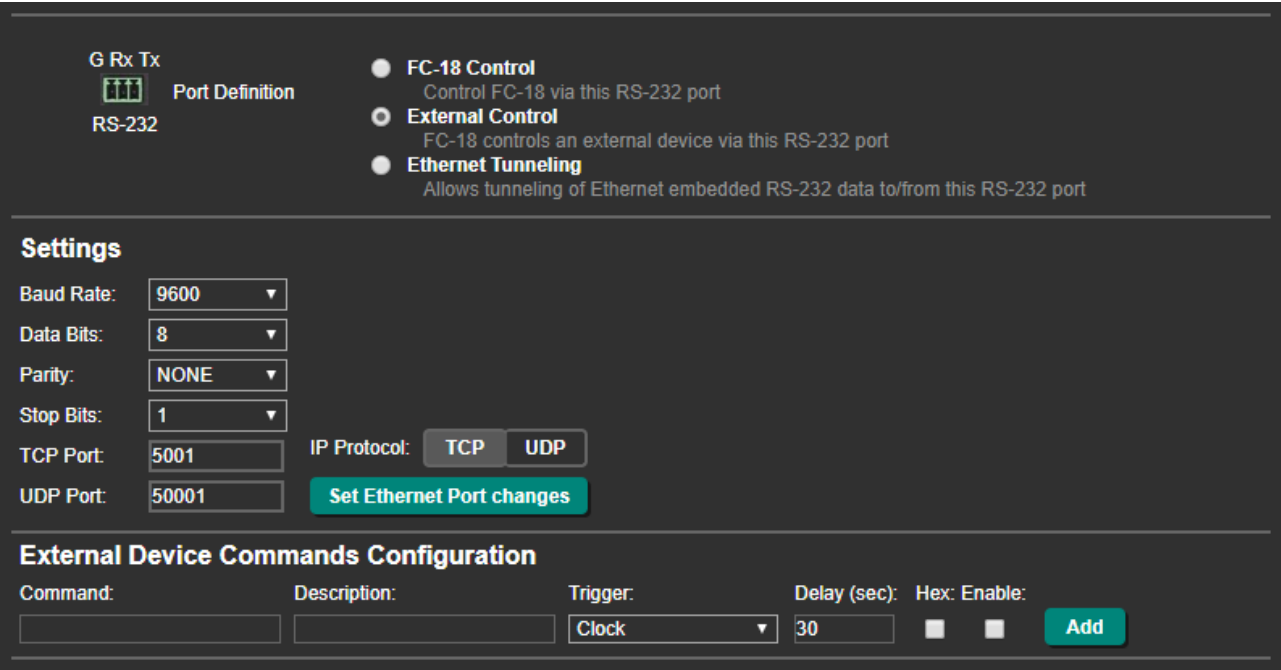 G Rx Tx
RS-232
Port Definition
FC-18 Control
Control FC-18 via this RS-232 port
External Control
FC-18 controls an external device via this RS-232 port
Ethernet Tunneling
Allows tunneling of Ethernet embedded RS-232 data to/from this RS-232 port
Settings
Baud Rate: 9600
Data Bits: 8
Parity: NONE
Stop Bits: 1
TCP Port: 5001 IP Protocol: TCP UDP
UDP Port: 50001 Set Ethernet Port changes
External Device Commands Configuration
Command: Description: Trigger: Delay (sec): Hex: Enable:
Clock 30 Add